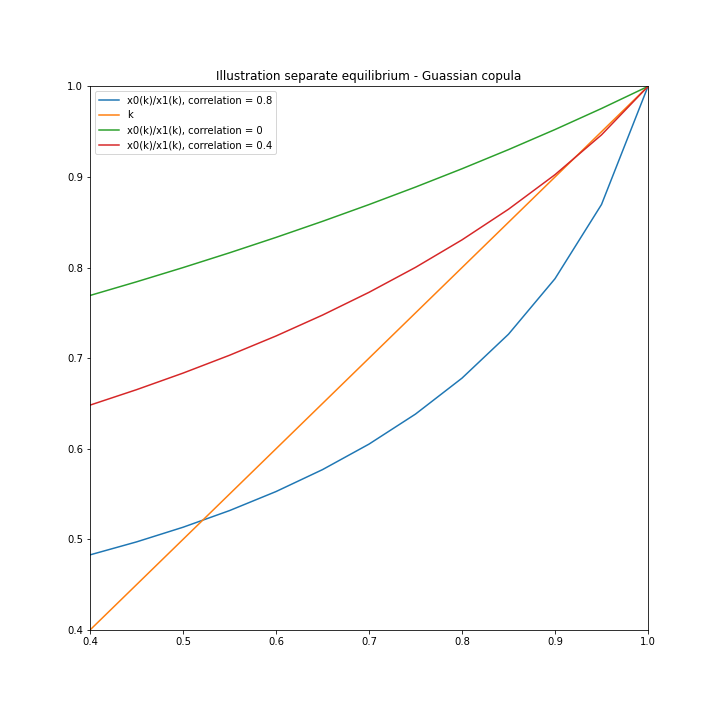 Illustration separate equilibrium - Guassian copula
x0(k)/x1(k), correlation = 0.8
k
x0(k)/x1(k), correlation = 0
x0(k)/x1(k), correlation = 0.4
1.0
0.9
0.8
0.7
0.6
0.5
0.4
0.4 0.5 0.6 0.7 0.8 0.9 1.0